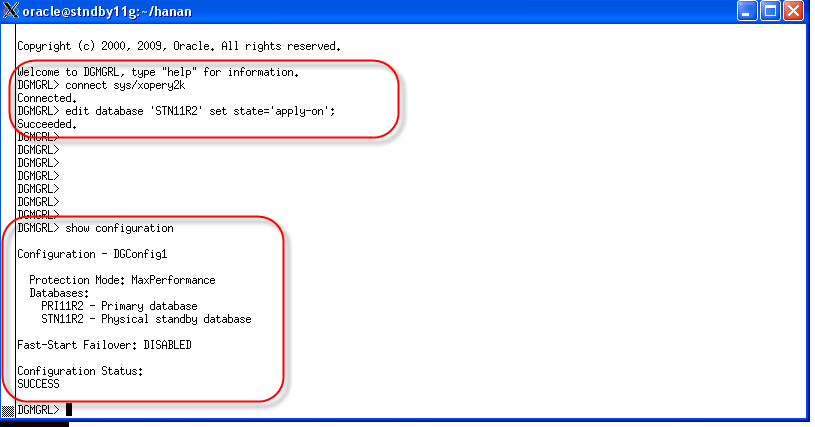 oracle@stndby11g:~/hanan
Copyright (c) 2000, 2009, Oracle. All rights reserved.
Welcome to DGMGRL, type "help" for information.
DGMGRL> connect sys/xopery2k
Connected.
DGMGRL> edit database 'STN11R2' set state='apply-on';
Succeeded.
DGMGRL>
DGMGRL>
DGMGRL>
DGMGRL>
DGMGRL>
DGMGRL>
DGMGRL>
DGMGRL> show configuration
Configuration - DGConfig1
Protection Mode: MaxPerformance
Databases:
PRI11R2 - Primary database
STN11R2 - Physical standby database
Fast-Start Failover: DISABLED
Configuration Status:
SUCCESS
DGMGRL>